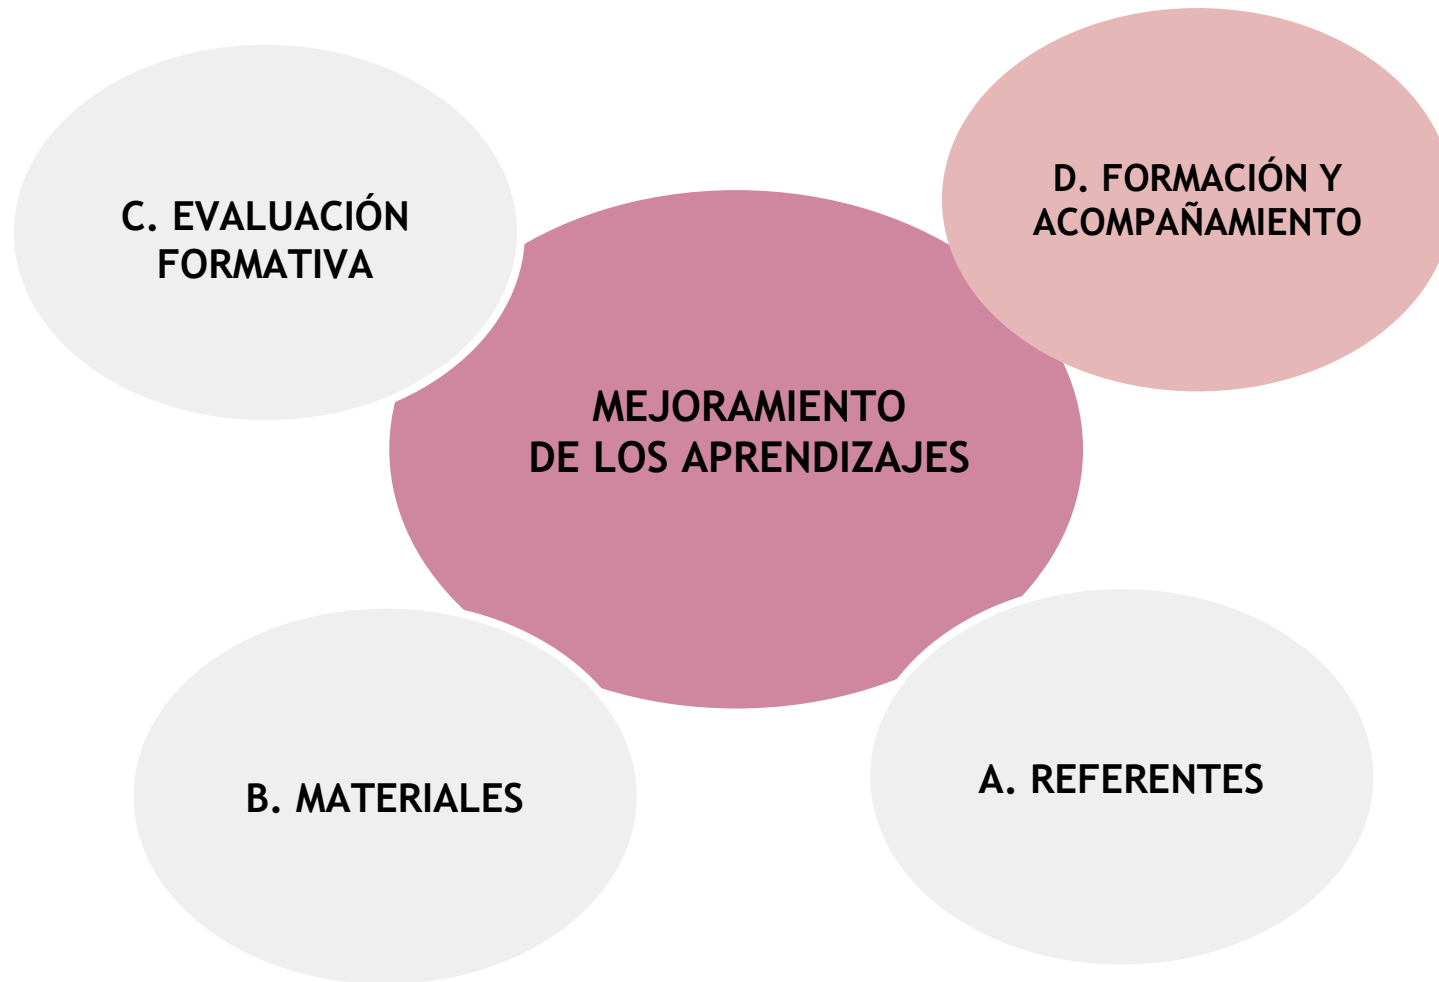 C. EVALUACIÓN
FORMATIVA
D. FORMACIÓN Y
ACOMPAÑAMIENTO
MEJORAMIENTO
DE LOS APRENDIZAJES
B. MATERIALES
A. REFERENTES